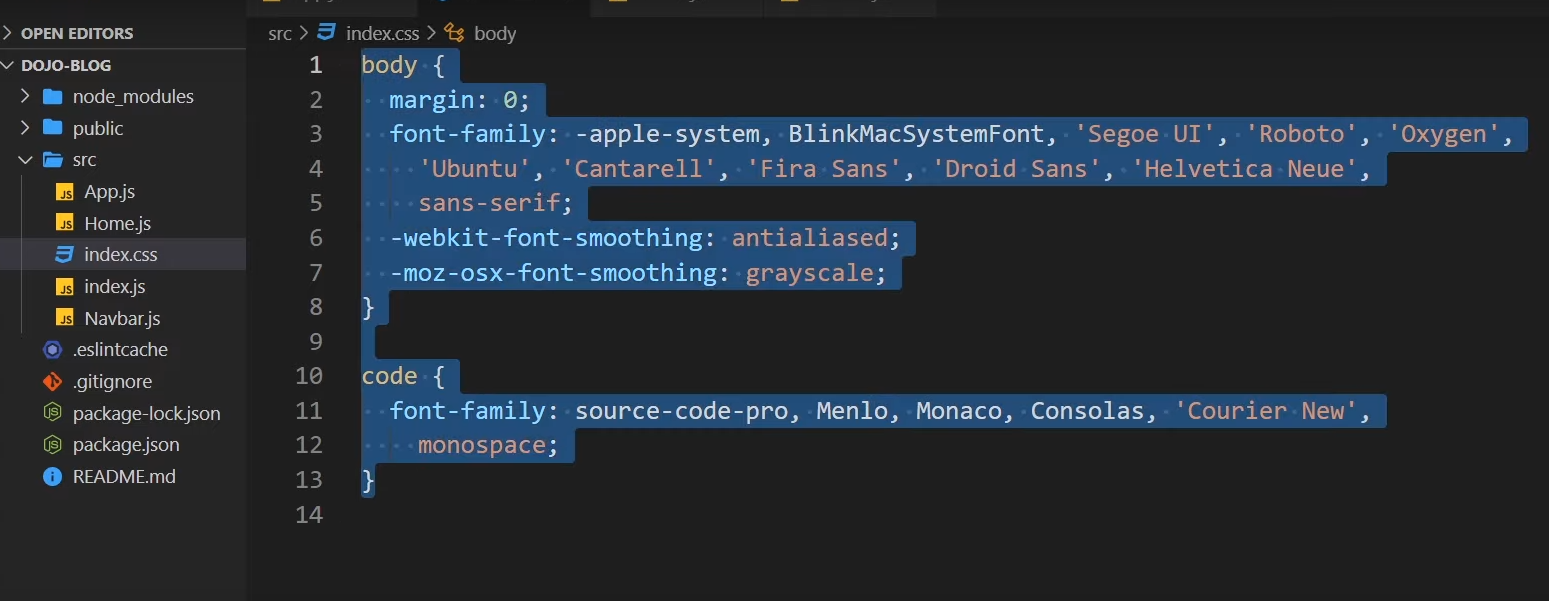 OPEN EDITORS
DOJO-BLOG
node_modules
public
src
App.js
Home.js
index.css
index.js
Navbar.js
.eslintcache
.gitignore
package-lock.json
package.json
README.md
src > index.css > body
1 body {
2 margin: 0;
3 font-family: -apple-system, BlinkMacSystemFont, 'Segoe UI', 'Roboto', 'Oxygen',
4 'Ubuntu', 'Cantarell', 'Fira Sans', 'Droid Sans', 'Helvetica Neue',
5 sans-serif;
6 -webkit-font-smoothing: antialiased;
7 -moz-osx-font-smoothing: grayscale;
8 }
9
10 code {
11 font-family: source-code-pro, Menlo, Monaco, Consolas, 'Courier New',
12 monospace;
13 }
14